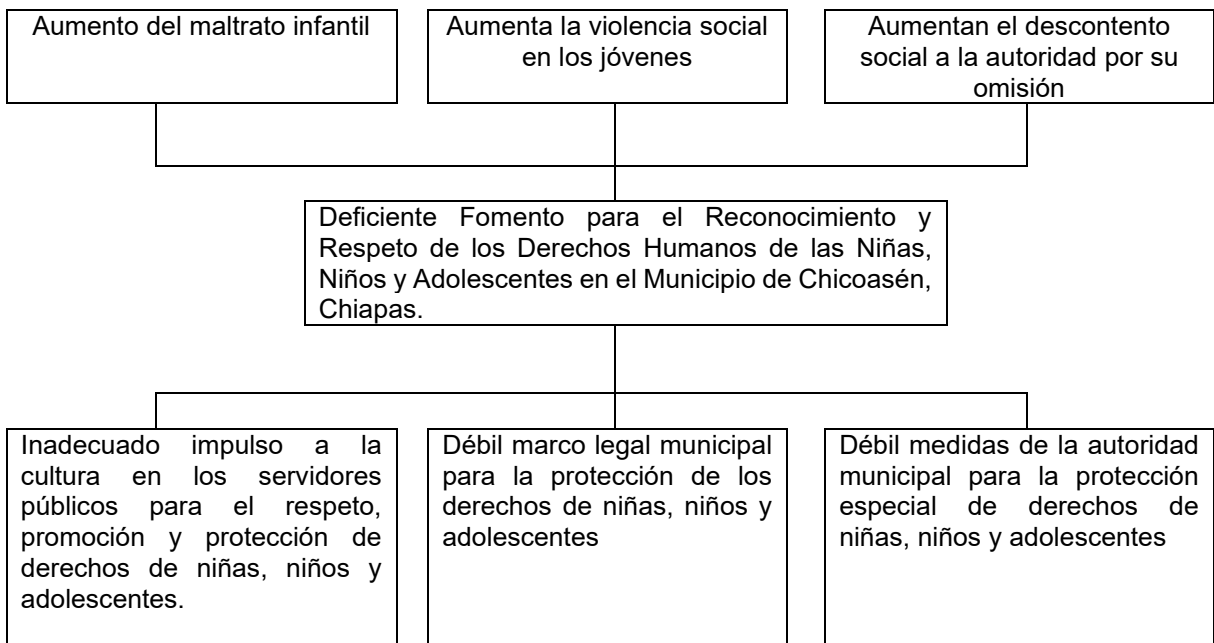 Aumento del maltrato infantil
Aumenta la violencia social
en los jóvenes
Aumentan el descontento
social a la autoridad por su
omisión
Deficiente Fomento para el Reconocimiento y
Respeto de los Derechos Humanos de las Niñas,
Niños y Adolescentes en el Municipio de Chicoasén,
Chiapas.
Inadecuado impulso a la
cultura en los servidores
públicos para el respeto,
promoción y protección de
derechos de niñas, niños y
adolescentes.
Débil marco legal municipal
para la protección de los
derechos de niñas, niños y
adolescentes
Débil medidas de la autoridad
municipal para la protección
especial de derechos de
niñas, niños y adolescentes